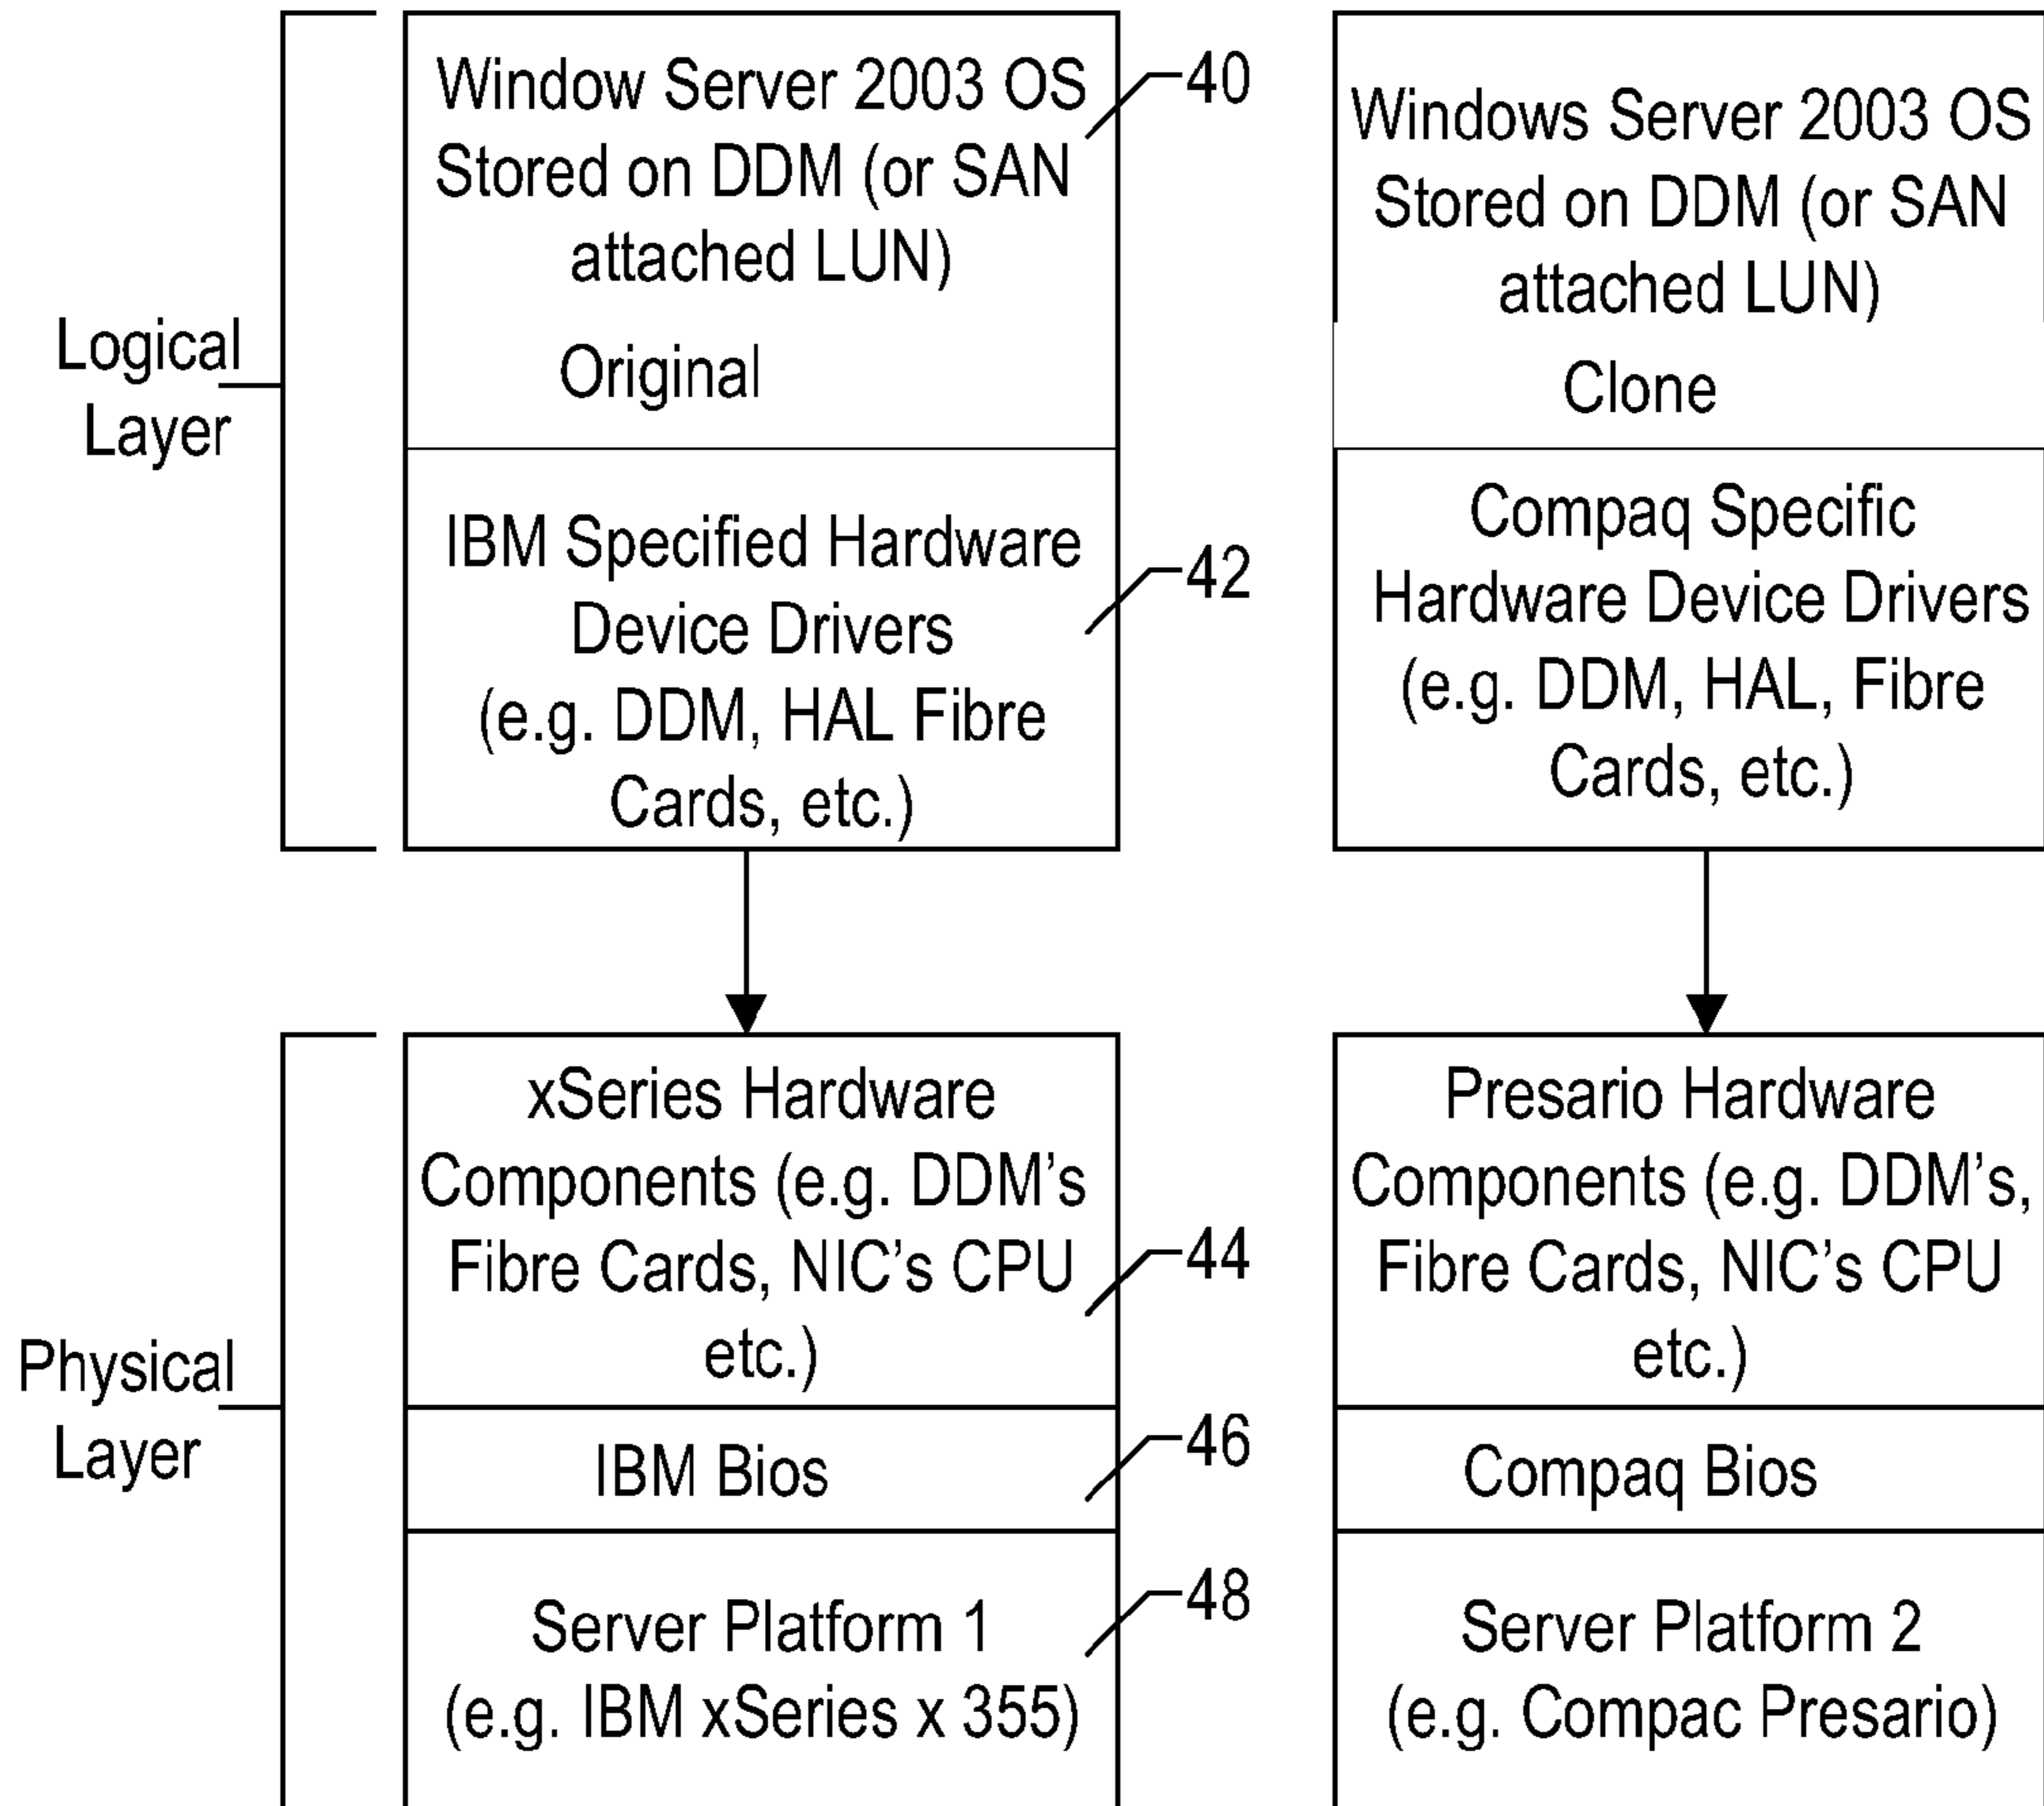 Logical
Layer
Window Server 2003 OS
Stored on DDM (or SAN
attached LUN)
Original
40
IBM Specified Hardware
Device Drivers
(e.g. DDM, HAL Fibre
Cards, etc.)
42
Windows Server 2003 OS
Stored on DDM (or SAN
attached LUN)
Clone
Compaq Specific
Hardware Device Drivers
(e.g. DDM, HAL, Fibre
Cards, etc.)
Physical
Layer
xSeries Hardware
Components (e.g. DDM's
Fibre Cards, NIC's CPU
etc.)
44
IBM Bios
46
Server Platform 1
(e.g. IBM xSeries x 355)
48
Presario Hardware
Components (e.g. DDM's,
Fibre Cards, NIC's CPU
etc.)
Compaq Bios
Server Platform 2
(e.g. Compac Presario)